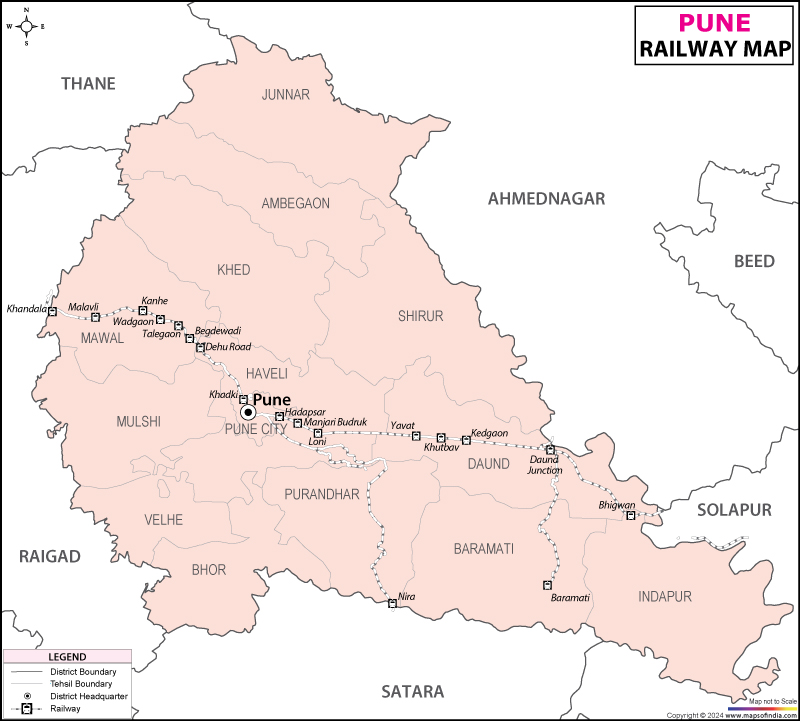 PUNE
RAILWAY MAP
N
W E
S
THANE
JUNNAR
AMBEGAON
AHMEDNAGAR
BEED
KHED
Khandala
Malavli
Kanhe
Wadgaon
Talegaon
Begdewadi
Dehu Road
MAWAL
SHIRUR
HAVELI
Khadki
Pune
Hadapsar
Manjari Budruk
Loni
PUNE CITY
MULSHI
Yavat
Khutbav
Kedgaon
DAUND
Daund
Junction
Bhigwan
SOLAPUR
PURANDHAR
VELHE
BARAMATI
RAIGAD
BHOR
Nira
Baramati
INDAPUR
SATARA
LEGEND
District Boundary
Tehsil Boundary
District Headquarter
Railway
Map not to Scale
Copyright © 2024 www.mapsofindia.com